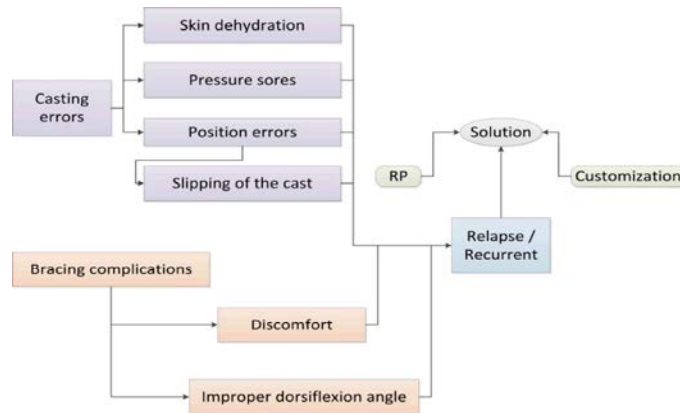 Skin dehydration
Pressure sores
Casting
errors
Position errors
Slipping of the cast
Solution
RP
Customization
Relapse /
Recurrent
Bracing complications
Discomfort
Improper dorsiflexion angle